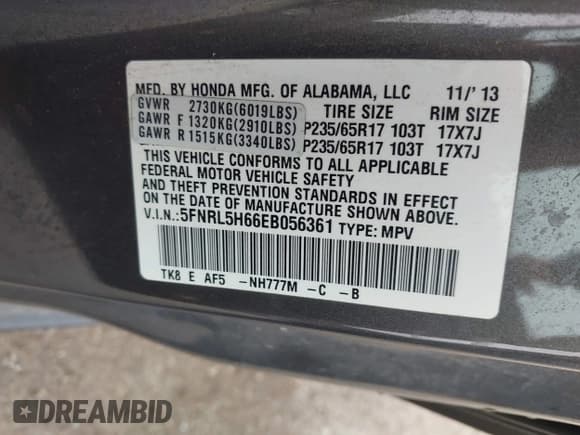 MFD. BY HONDA MFG. OF ALABAMA, LLC 11/'13
GVWR 2730KG(6019LBS) TIRE SIZE RIM SIZE
GAWR F 1320KG(2910LBS) P235/65R17 103T 17X7J
GAWR R 1515KG(3340LBS) P235/65R17 103T 17X7J
THIS VEHICLE CONFORMS TO ALL APPLICABLE
FEDERAL MOTOR VEHICLE SAFETY
AND THEFT PREVENTION STANDARDS IN EFFECT
ON THE DATE OF MANUFACTURE SHOWN ABOVE.
V.I.N.:5FNRL5H66EB056361 TYPE: MPV
TK8 E AF5 -NH777M -C -B
DREAMBID